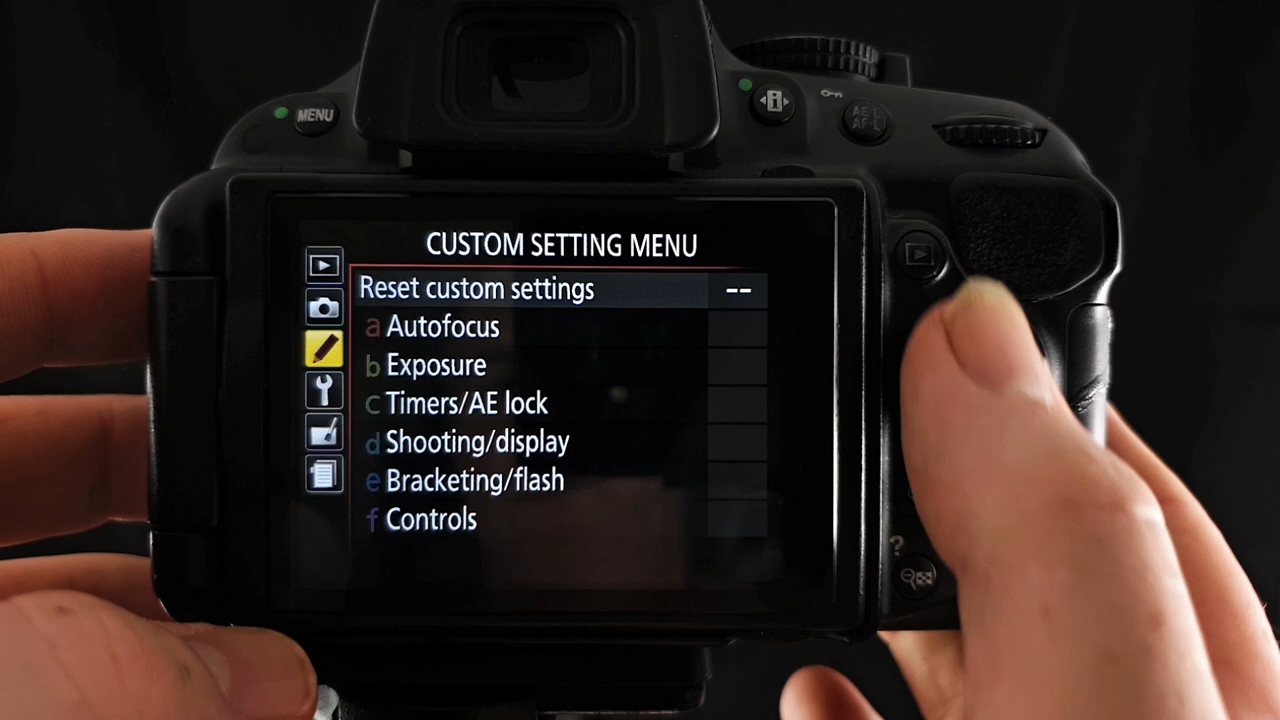 MENU
i
AE-L
AF-L
CUSTOM SETTING MENU
Reset custom settings --
a Autofocus
b Exposure
c Timers/AE lock
d Shooting/display
e Bracketing/flash
f Controls
?